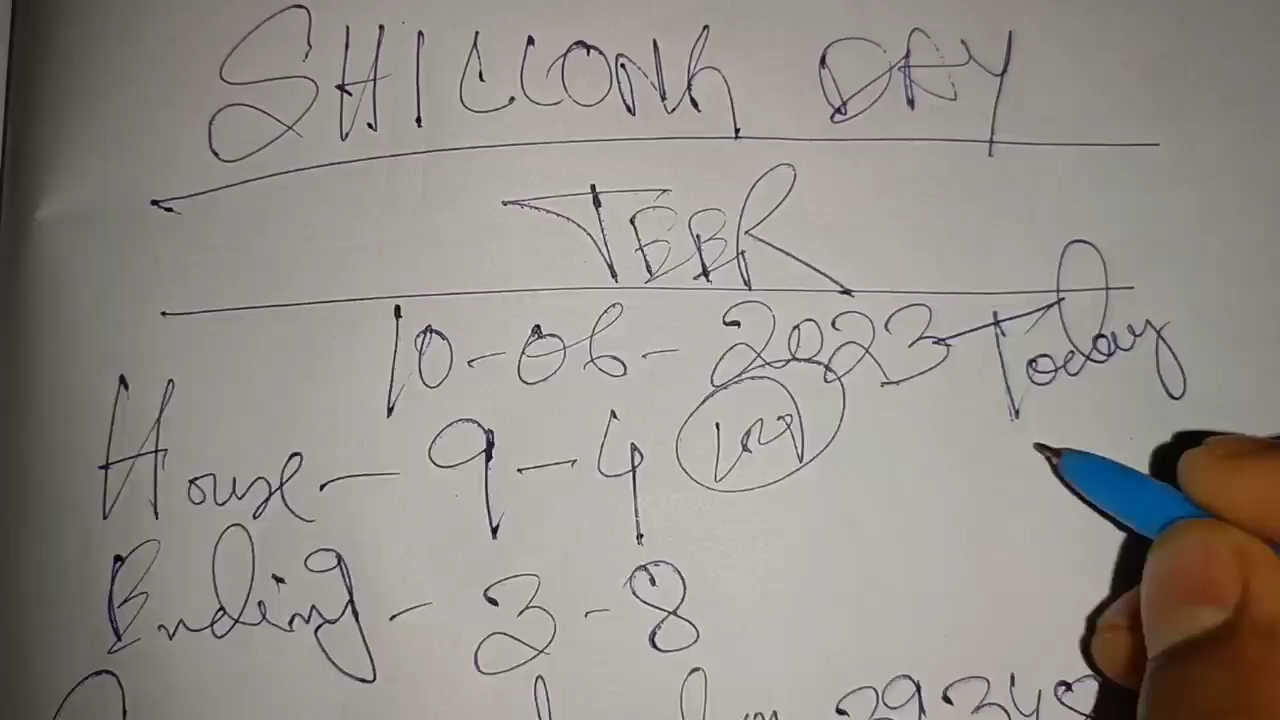 SHILLONG DAY
TEER
10-06-2023 Today
House - 9-4
Ending - 3-8